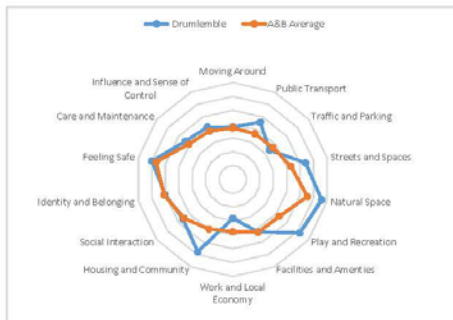 Drumlemble
A&B Average
Moving Around
Public Transport
Traffic and Parking
Streets and Spaces
Natural Space
Play and Recreation
Facilities and Amenties
Work and Local
Economy
Housing and Community
Social Interaction
Identity and Belonging
Feeling Safe
Care and Maintenance
Influence and Sense of
Control